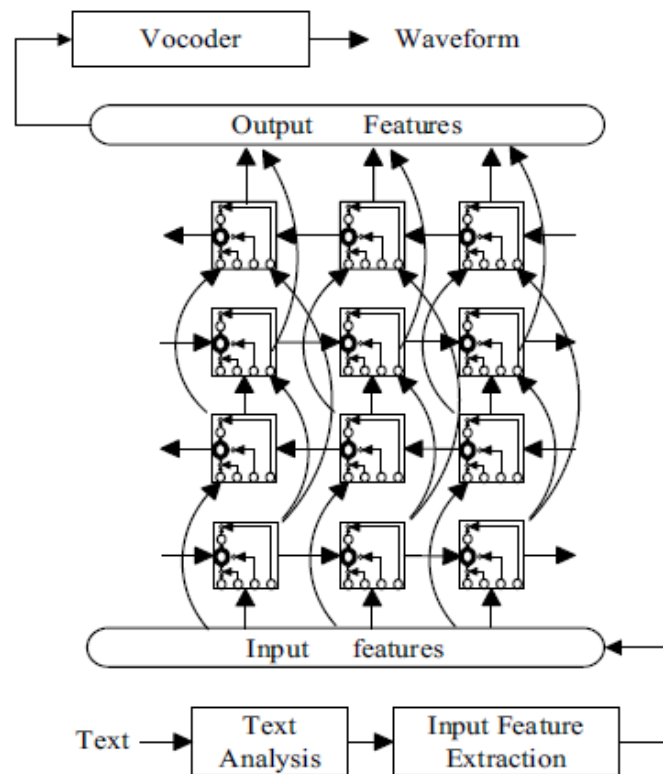 Vocoder
Waveform
Output Features
Input features
Text
Text
Analysis
Input Feature
Extraction